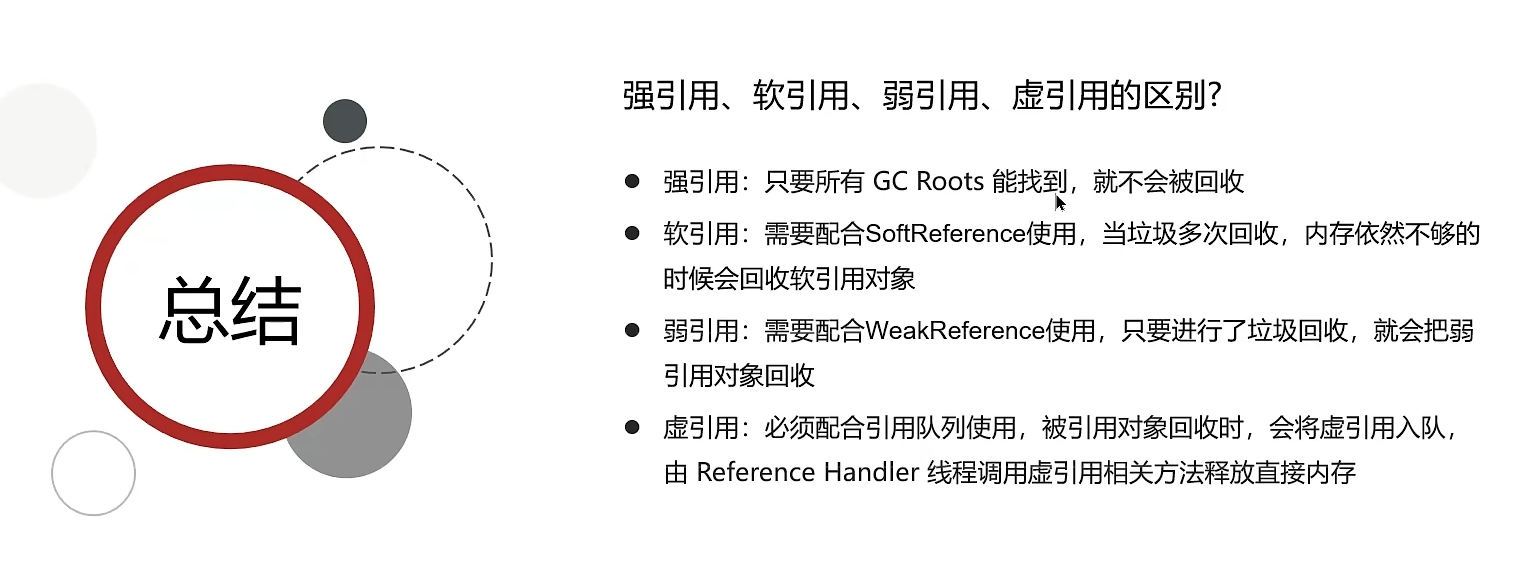 总结
强引用、软引用、弱引用、虚引用的区别?
● 强引用：只要所有 GC Roots 能找到，就不会被回收
● 软引用：需要配合SoftReference使用，当垃圾多次回收，内存依然不够的
时候会回收软引用对象
● 弱引用：需要配合WeakReference使用，只要进行了垃圾回收，就会把弱
引用对象回收
● 虚引用：必须配合引用队列使用，被引用对象回收时，会将虚引用入队，
由 Reference Handler 线程调用虚引用相关方法释放直接内存